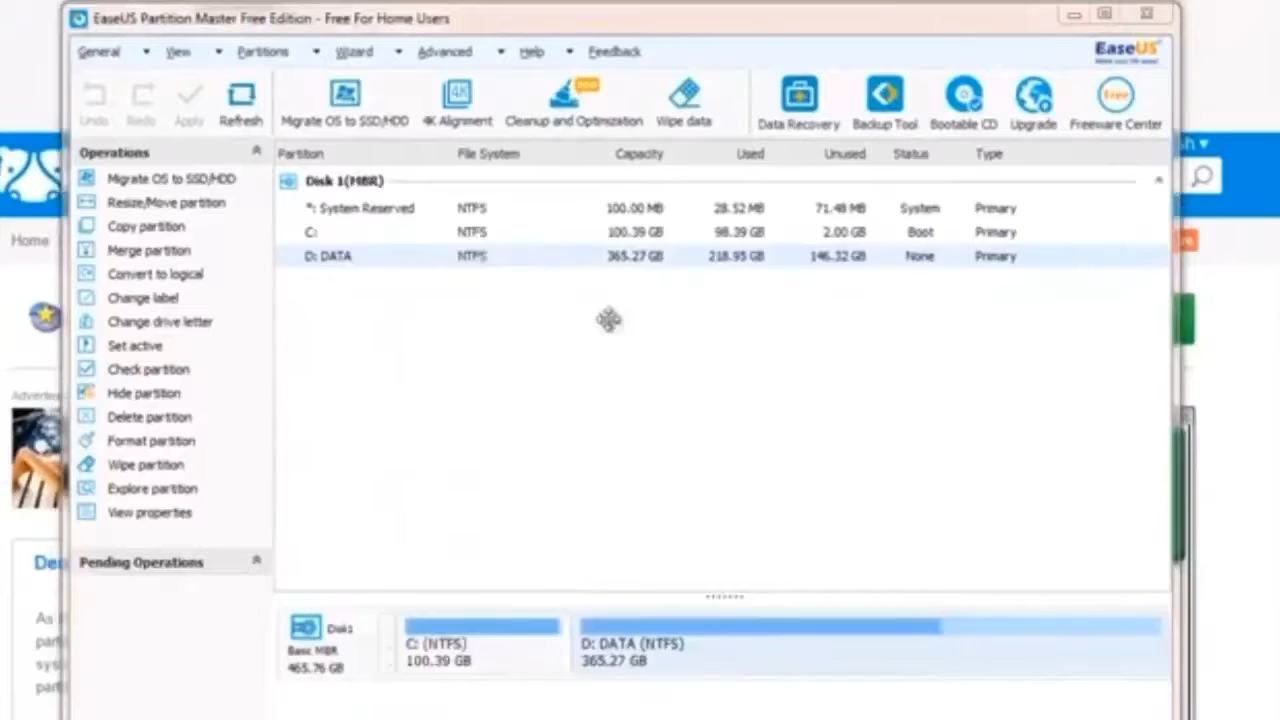 EaseUS Partition Master Free Edition - Free For Home Users
General View Partitions Wizard Advanced Help Feedback
EaseUS
Undo Redo Apply Refresh Migrate OS to SSD/HDD 4K Alignment Cleanup and Optimization Wipe data Data Recovery Backup Tool Bootable CD Upgrade Freeware Center
4K
Free
Operations
Migrate OS to SSD/HDD
Resize/Move partition
Copy partition
Merge partition
Convert to logical
Change label
Change drive letter
Set active
Check partition
Hide partition
Delete partition
Format partition
Wipe partition
Explore partition
View properties
Pending Operations
Partition File System Capacity Used Unused Status Type
Disk 1(MBR)
*: System Reserved NTFS 100.00 MB 28.52 MB 71.48 MB System Primary
C: NTFS 100.39 GB 98.39 GB 2.00 GB Boot Primary
D: DATA NTFS 365.27 GB 218.95 GB 146.32 GB None Primary
Disk1
Basic MBR
465.76 GB
C: (NTFS)
100.39 GB
D: DATA (NTFS)
365.27 GB
Home